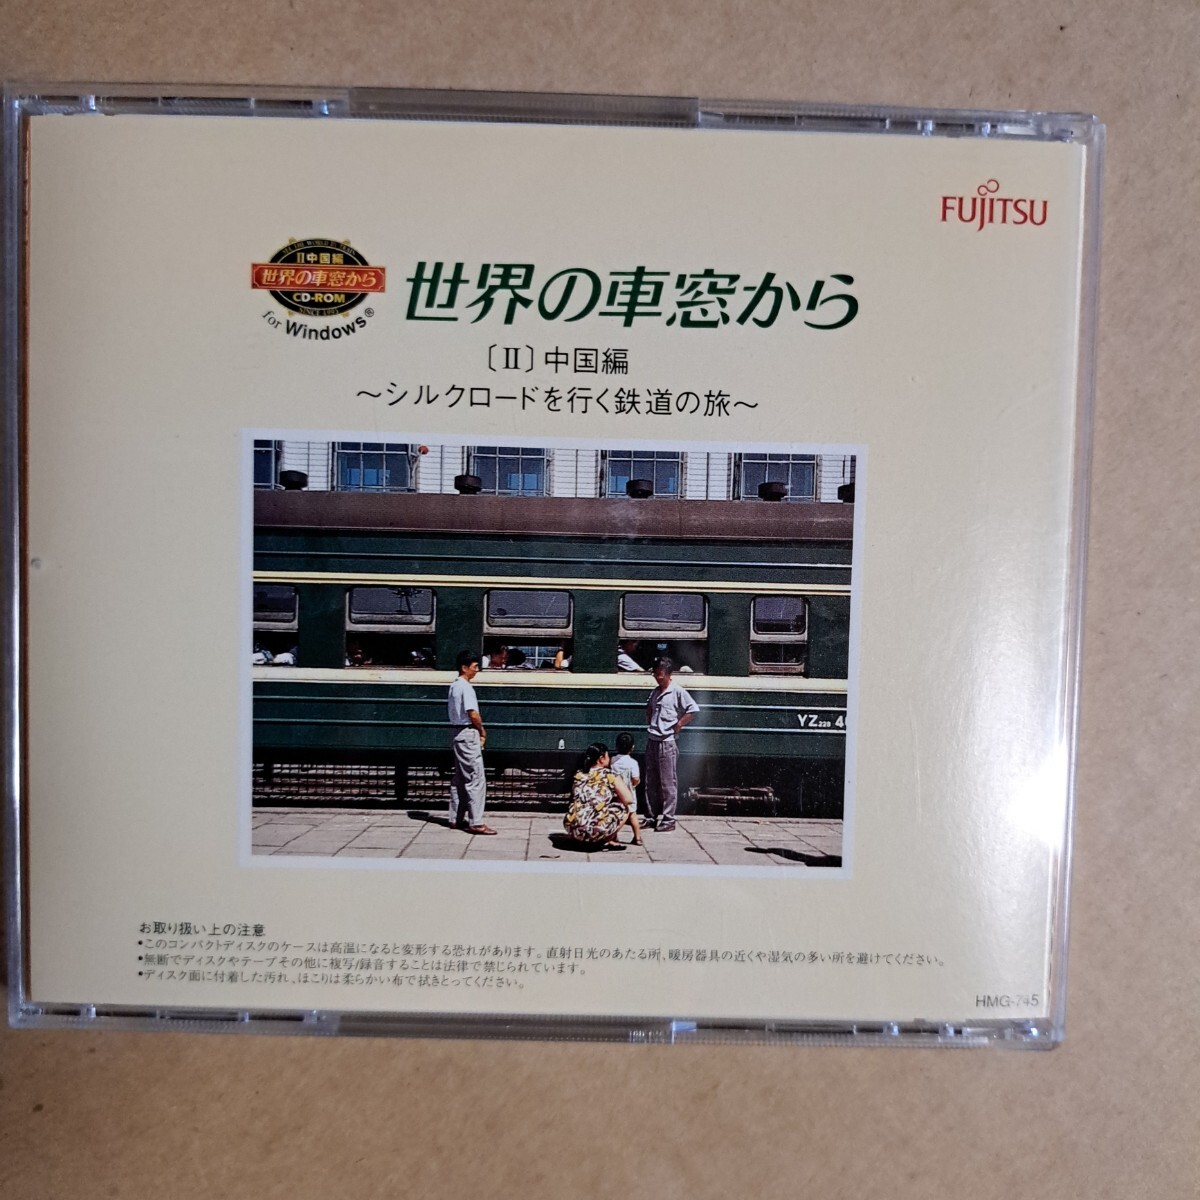 FUJITSU
SEE THE WORLD BY TRAIN
II中国編
世界の車窓から
CD-ROM
SINCE 1993
for Windows®
世界の車窓から
〔II〕中国編
～シルクロードを行く鉄道の旅～
YZ229 4
お取り扱い上の注意
•このコンパクトディスクのケースは高温になると変形する恐れがあります。直射日光のあたる所、暖房器具の近くや湿気の多い所を避けてください。
•無断でディスクやテープその他に複写/録音することは法律で禁じられています。
•ディスク面に付着した汚れ、ほこりは柔らかい布で拭きとってください。
HMG-745